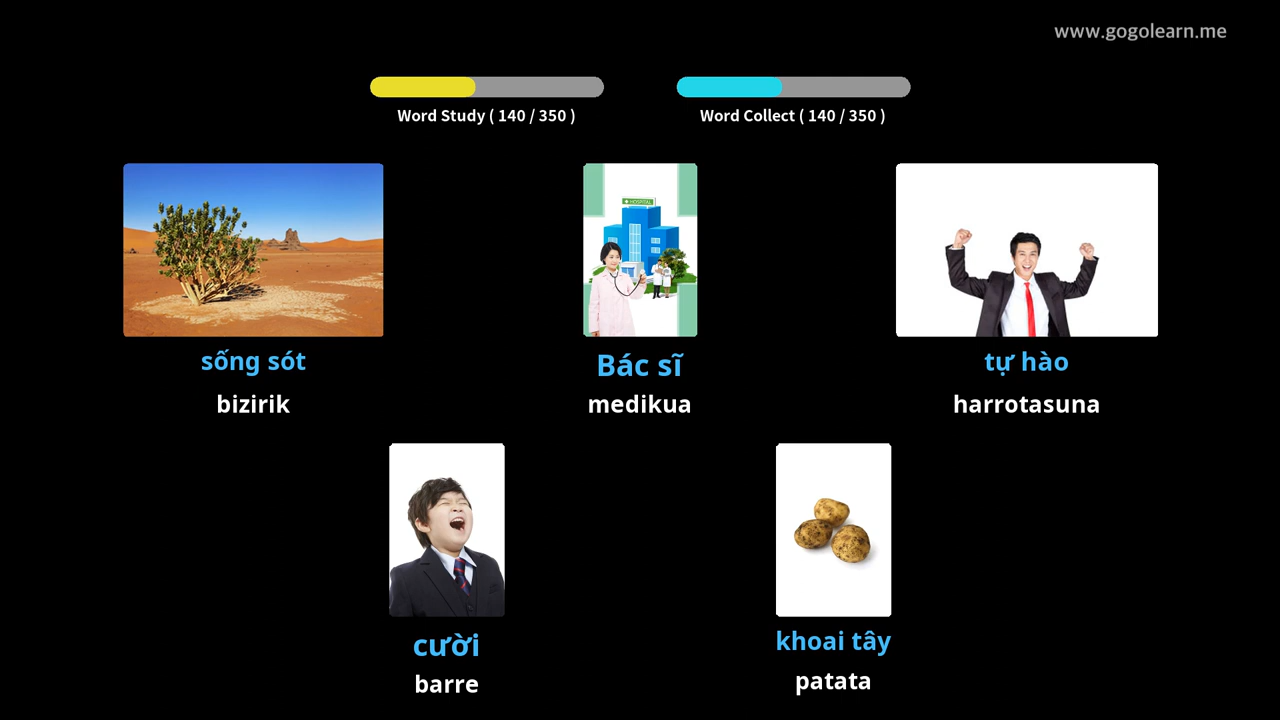 www.gogolearn.me
Word Study ( 140 / 350 )
Word Collect ( 140 / 350 )
HOSPITAL
sống sót
bizirik
Bác sĩ
medikua
tự hào
harrotasuna
cười
barre
khoai tây
patata